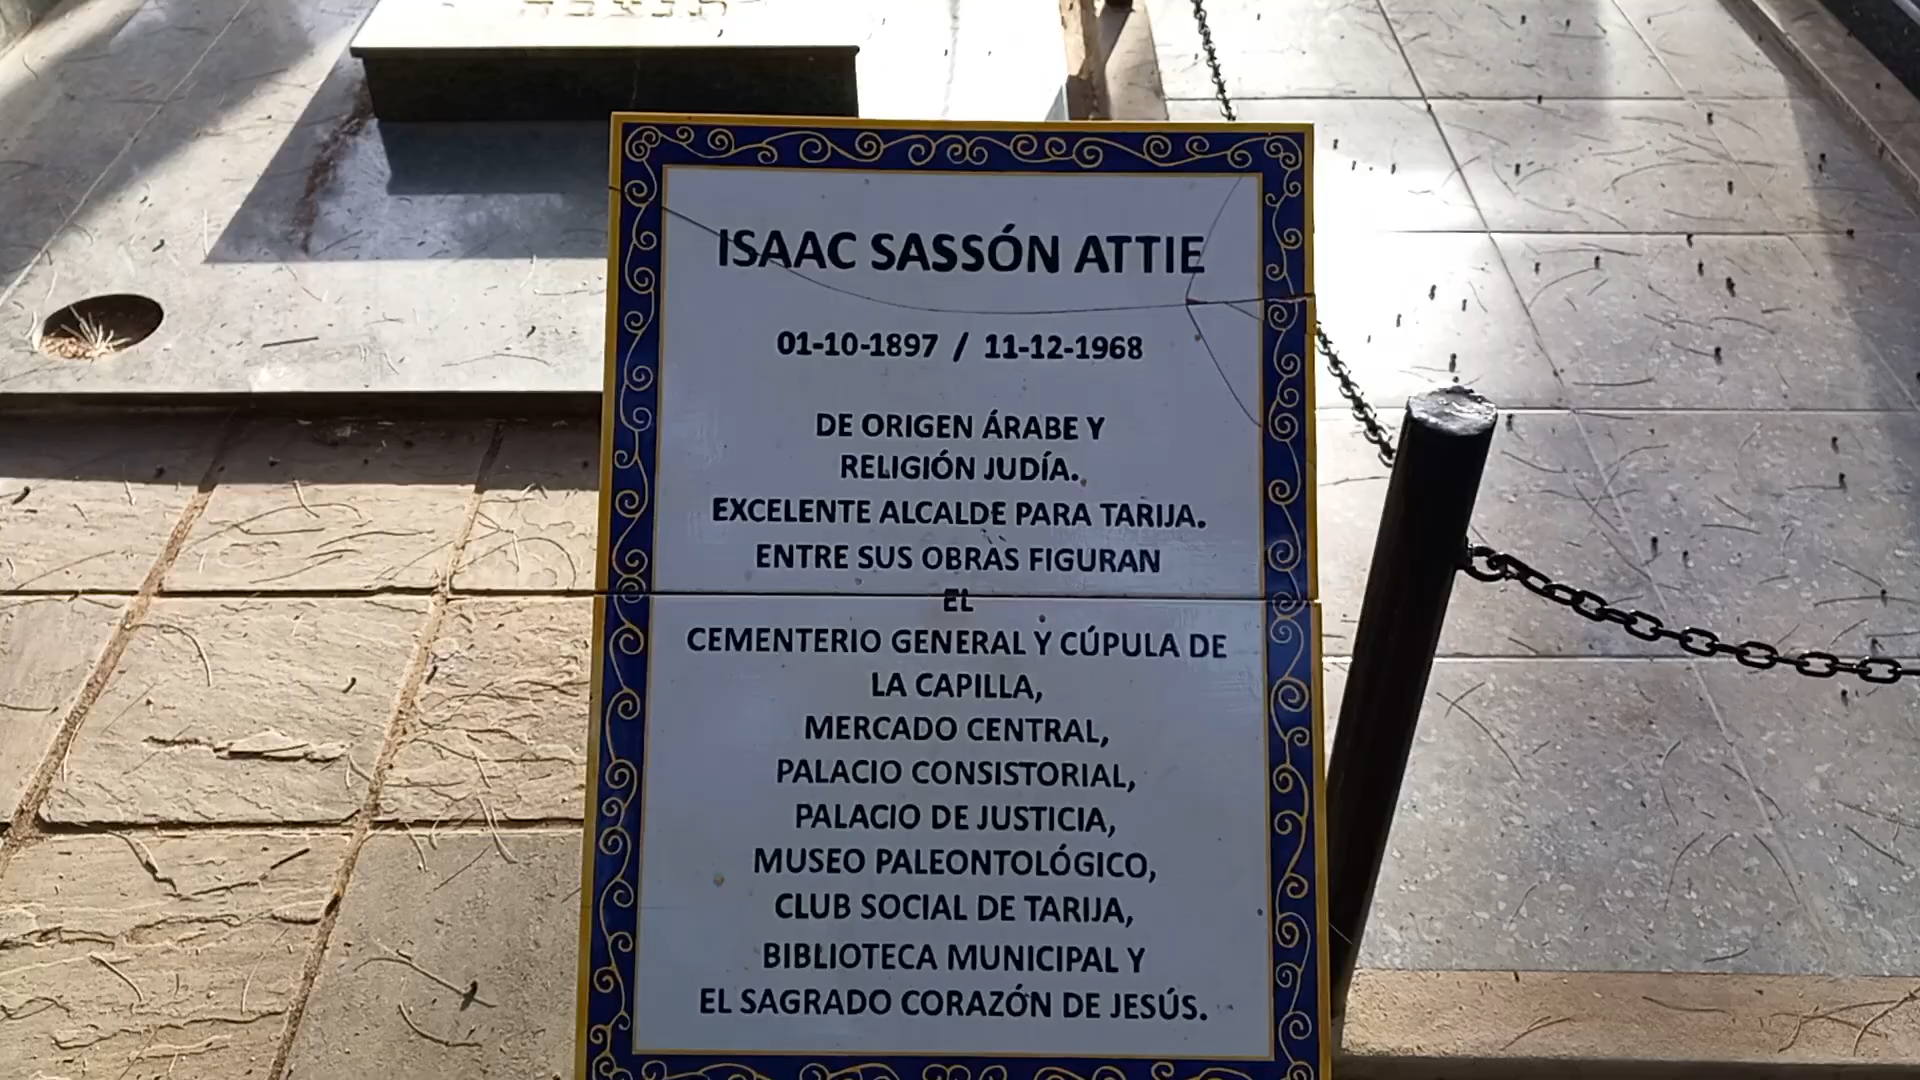 ת נ צ ב ה
ISAAC SASSÓN ATTIE
01-10-1897 / 11-12-1968
DE ORIGEN ÁRABE Y
RELIGIÓN JUDÍA.
EXCELENTE ALCALDE PARA TARIJA.
ENTRE SUS OBRAS FIGURAN
EL
CEMENTERIO GENERAL Y CÚPULA DE
LA CAPILLA,
MERCADO CENTRAL,
PALACIO CONSISTORIAL,
PALACIO DE JUSTICIA,
MUSEO PALEONTOLÓGICO,
CLUB SOCIAL DE TARIJA,
BIBLIOTECA MUNICIPAL Y
EL SAGRADO CORAZÓN DE JESÚS.